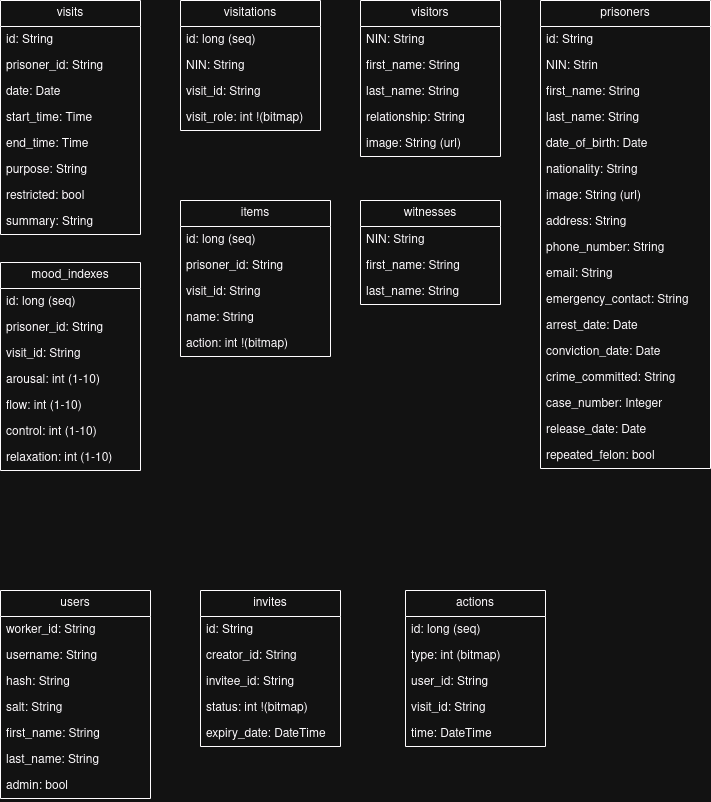 visits
id: String
prisoner_id: String
date: Date
start_time: Time
end_time: Time
purpose: String
restricted: bool
summary: String
visitations
id: long (seq)
NIN: String
visit_id: String
visit_role: int !(bitmap)
visitors
NIN: String
first_name: String
last_name: String
relationship: String
image: String (url)
prisoners
id: String
NIN: Strin
first_name: String
last_name: String
date_of_birth: Date
nationality: String
image: String (url)
address: String
phone_number: String
email: String
emergency_contact: String
arrest_date: Date
conviction_date: Date
crime_committed: String
case_number: Integer
release_date: Date
repeated_felon: bool
items
id: long (seq)
prisoner_id: String
visit_id: String
name: String
action: int !(bitmap)
witnesses
NIN: String
first_name: String
last_name: String
mood_indexes
id: long (seq)
prisoner_id: String
visit_id: String
arousal: int (1-10)
flow: int (1-10)
control: int (1-10)
relaxation: int (1-10)
users
worker_id: String
username: String
hash: String
salt: String
first_name: String
last_name: String
admin: bool
invites
id: String
creator_id: String
invitee_id: String
status: int !(bitmap)
expiry_date: DateTime
actions
id: long (seq)
type: int (bitmap)
user_id: String
visit_id: String
time: DateTime